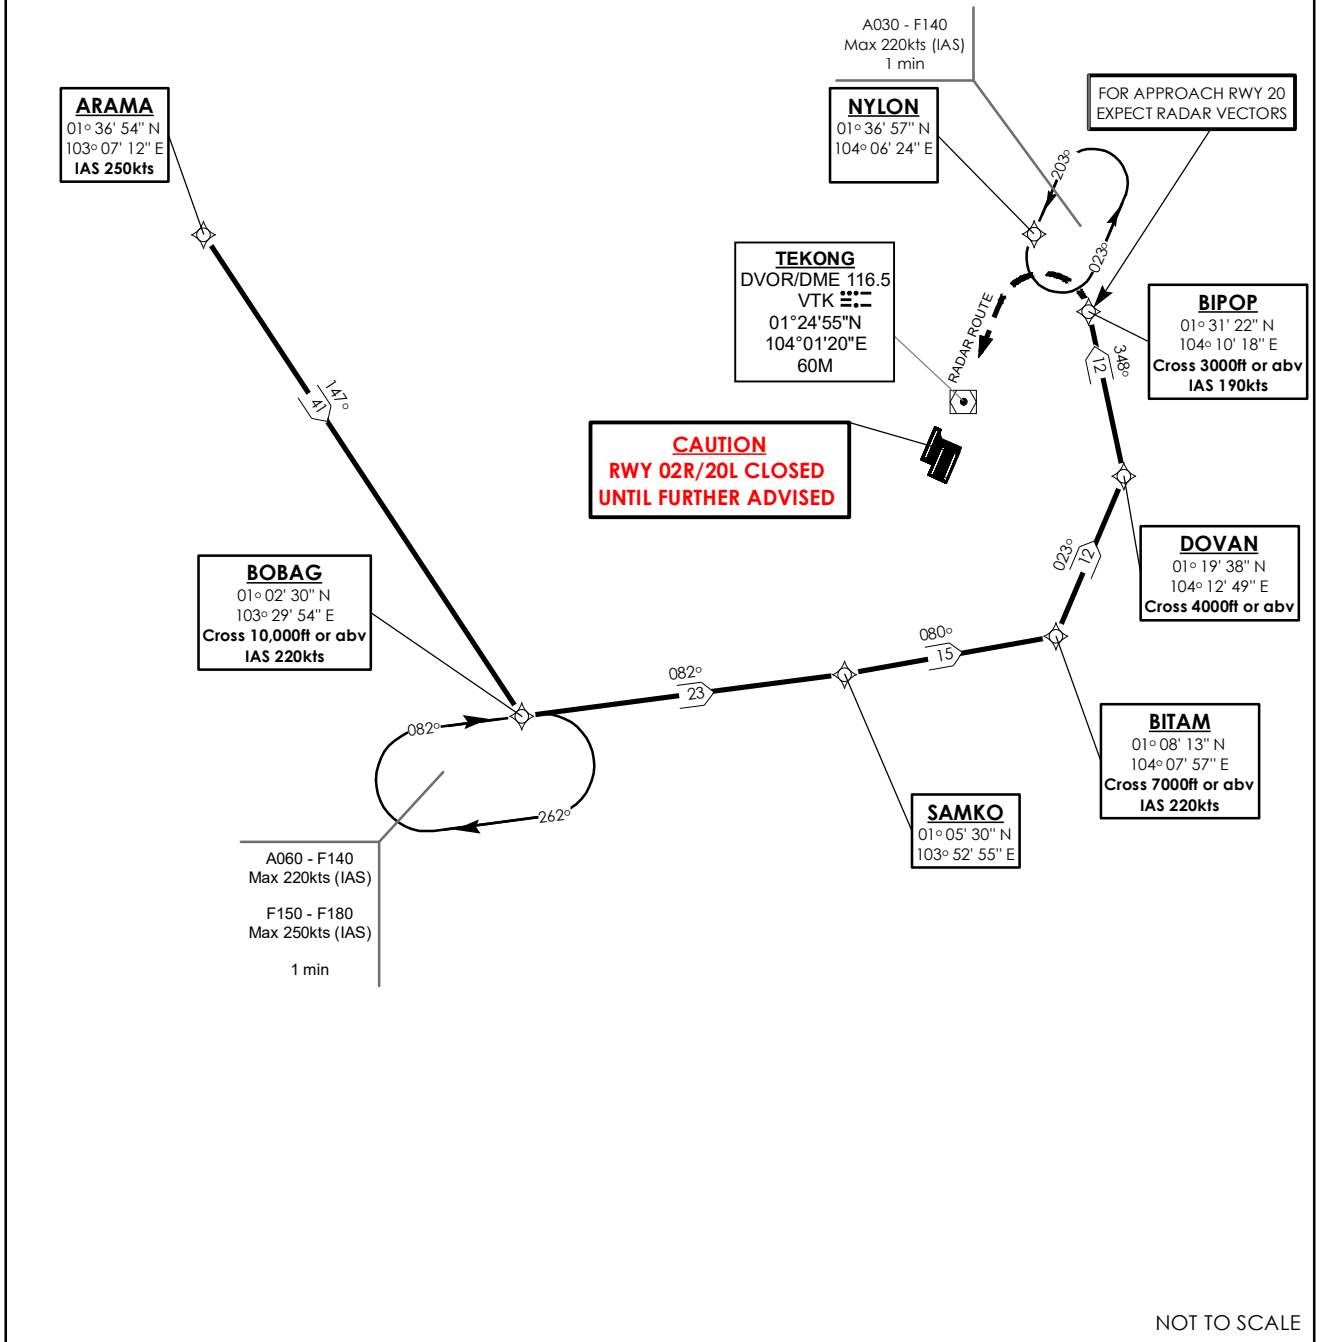 A030 - F140
Max 220kts (IAS)
1 min
ARAMA
01° 36' 54" N
103° 07' 12" E
IAS 250kts
NYLON
01° 36' 57" N
104° 06' 24" E
FOR APPROACH RWY 20
EXPECT RADAR VECTORS
203°
023°
TEKONG
DVOR/DME 116.5
VTK
01°24'55"N
104°01'20"E
60M
RADAR ROUTE
BIPOP
01° 31' 22" N
104° 10' 18" E
Cross 3000ft or abv
IAS 190kts
348°
12
147°
41
CAUTION
RWY 02R/20L CLOSED
UNTIL FURTHER ADVISED
DOVAN
01° 19' 38" N
104° 12' 49" E
Cross 4000ft or abv
023°
12
BOBAG
01° 02' 30" N
103° 29' 54" E
Cross 10,000ft or abv
IAS 220kts
080°
15
082°
23
082°
262°
BITAM
01° 08' 13" N
104° 07' 57" E
Cross 7000ft or abv
IAS 220kts
SAMKO
01° 05' 30" N
103° 52' 55" E
A060 - F140
Max 220kts (IAS)
F150 - F180
Max 250kts (IAS)
1 min
NOT TO SCALE